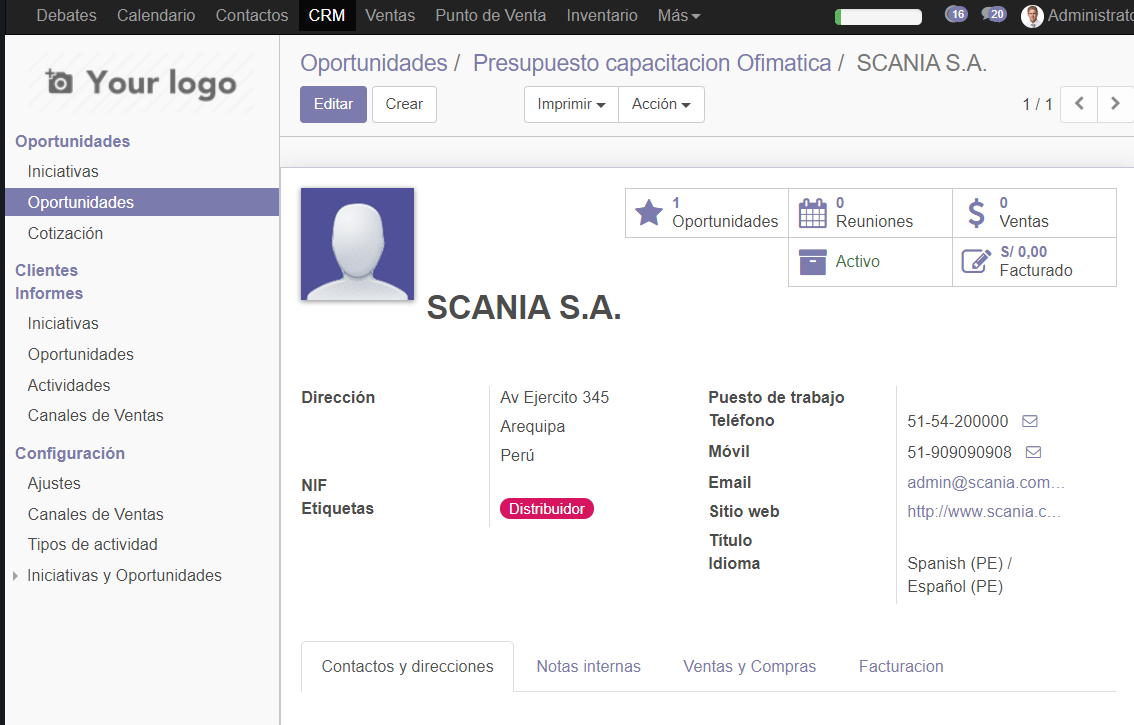 Debates Calendario Contactos CRM Ventas Punto de Venta Inventario Más 16 20 Administrato
Your logo
Oportunidades
Iniciativas
Oportunidades
Cotización
Clientes
Informes
Iniciativas
Oportunidades
Actividades
Canales de Ventas
Configuración
Ajustes
Canales de Ventas
Tipos de actividad
Iniciativas y Oportunidades
Oportunidades / Presupuesto capacitacion Ofimatica / SCANIA S.A.
Editar Crear Imprimir Acción 1 / 1
1 Oportunidades
0 Reuniones
$ 0 Ventas
Activo
S/ 0,00 Facturado
SCANIA S.A.
Dirección Av Ejercito 345
Arequipa
Perú
NIF
Etiquetas Distribuidor
Puesto de trabajo
Teléfono 51-54-200000
Móvil 51-909090908
Email admin@scania.com...
Sitio web http://www.scania.c...
Título
Idioma Spanish (PE) /
Español (PE)
Contactos y direcciones Notas internas Ventas y Compras Facturacion